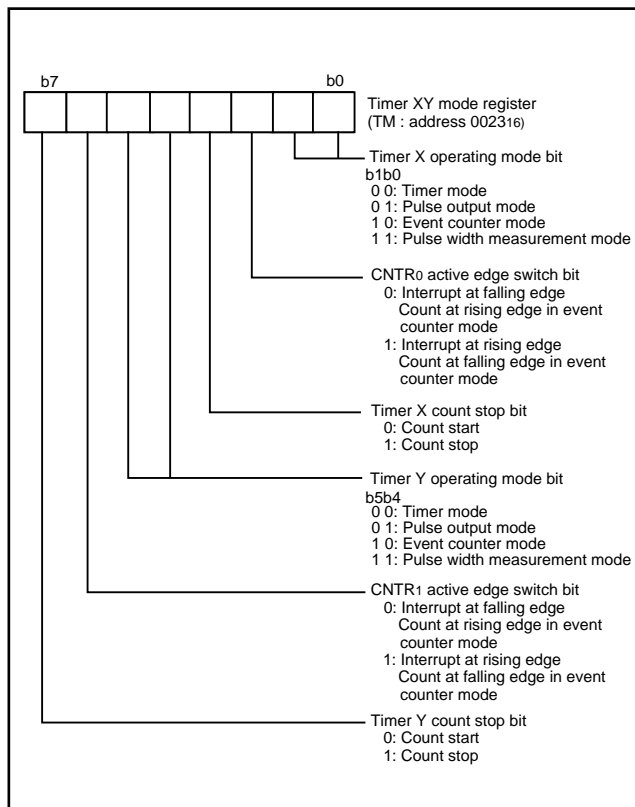 b7 b0
Timer XY mode register
(TM : address 002316)
Timer X operating mode bit
b1b0
0 0: Timer mode
0 1: Pulse output mode
1 0: Event counter mode
1 1: Pulse width measurement mode
CNTR0 active edge switch bit
0: Interrupt at falling edge
Count at rising edge in event
counter mode
1: Interrupt at rising edge
Count at falling edge in event
counter mode
Timer X count stop bit
0: Count start
1: Count stop
Timer Y operating mode bit
b5b4
0 0: Timer mode
0 1: Pulse output mode
1 0: Event counter mode
1 1: Pulse width measurement mode
CNTR1 active edge switch bit
0: Interrupt at falling edge
Count at rising edge in event
counter mode
1: Interrupt at rising edge
Count at falling edge in event
counter mode
Timer Y count stop bit
0: Count start
1: Count stop